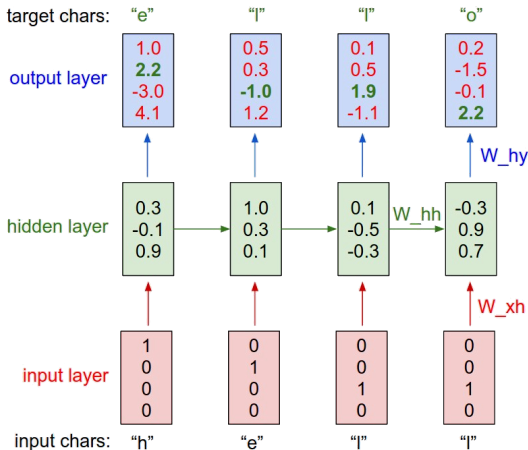 target chars: “e” “l” “l” “o”
output layer
1.0 0.5 0.1 0.2
2.2 0.3 0.5 -1.5
-3.0 -1.0 1.9 -0.1
4.1 1.2 -1.1 2.2
W_hy
hidden layer
0.3 1.0 0.1 -0.3
-0.1 0.3 -0.5 0.9
0.9 0.1 -0.3 0.7
W_hh
W_xh
input layer
1 0 0 0
0 1 0 0
0 0 1 1
0 0 0 0
input chars: “h” “e” “l” “l”